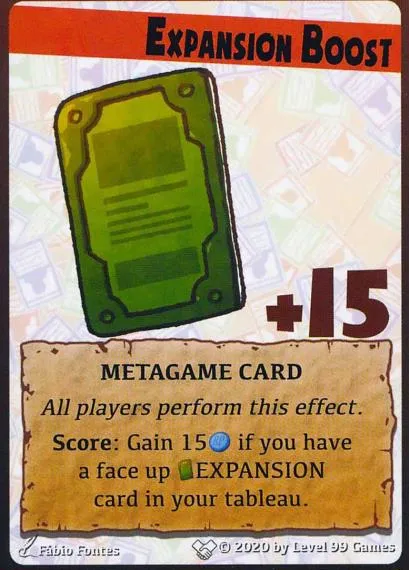 EXPANSION BOOST
+15
METAGAME CARD
All players perform this effect.
Score: Gain 15 if you have
a face up EXPANSION
card in your tableau.
Fábio Fontes
© 2020 by Level 99 Games